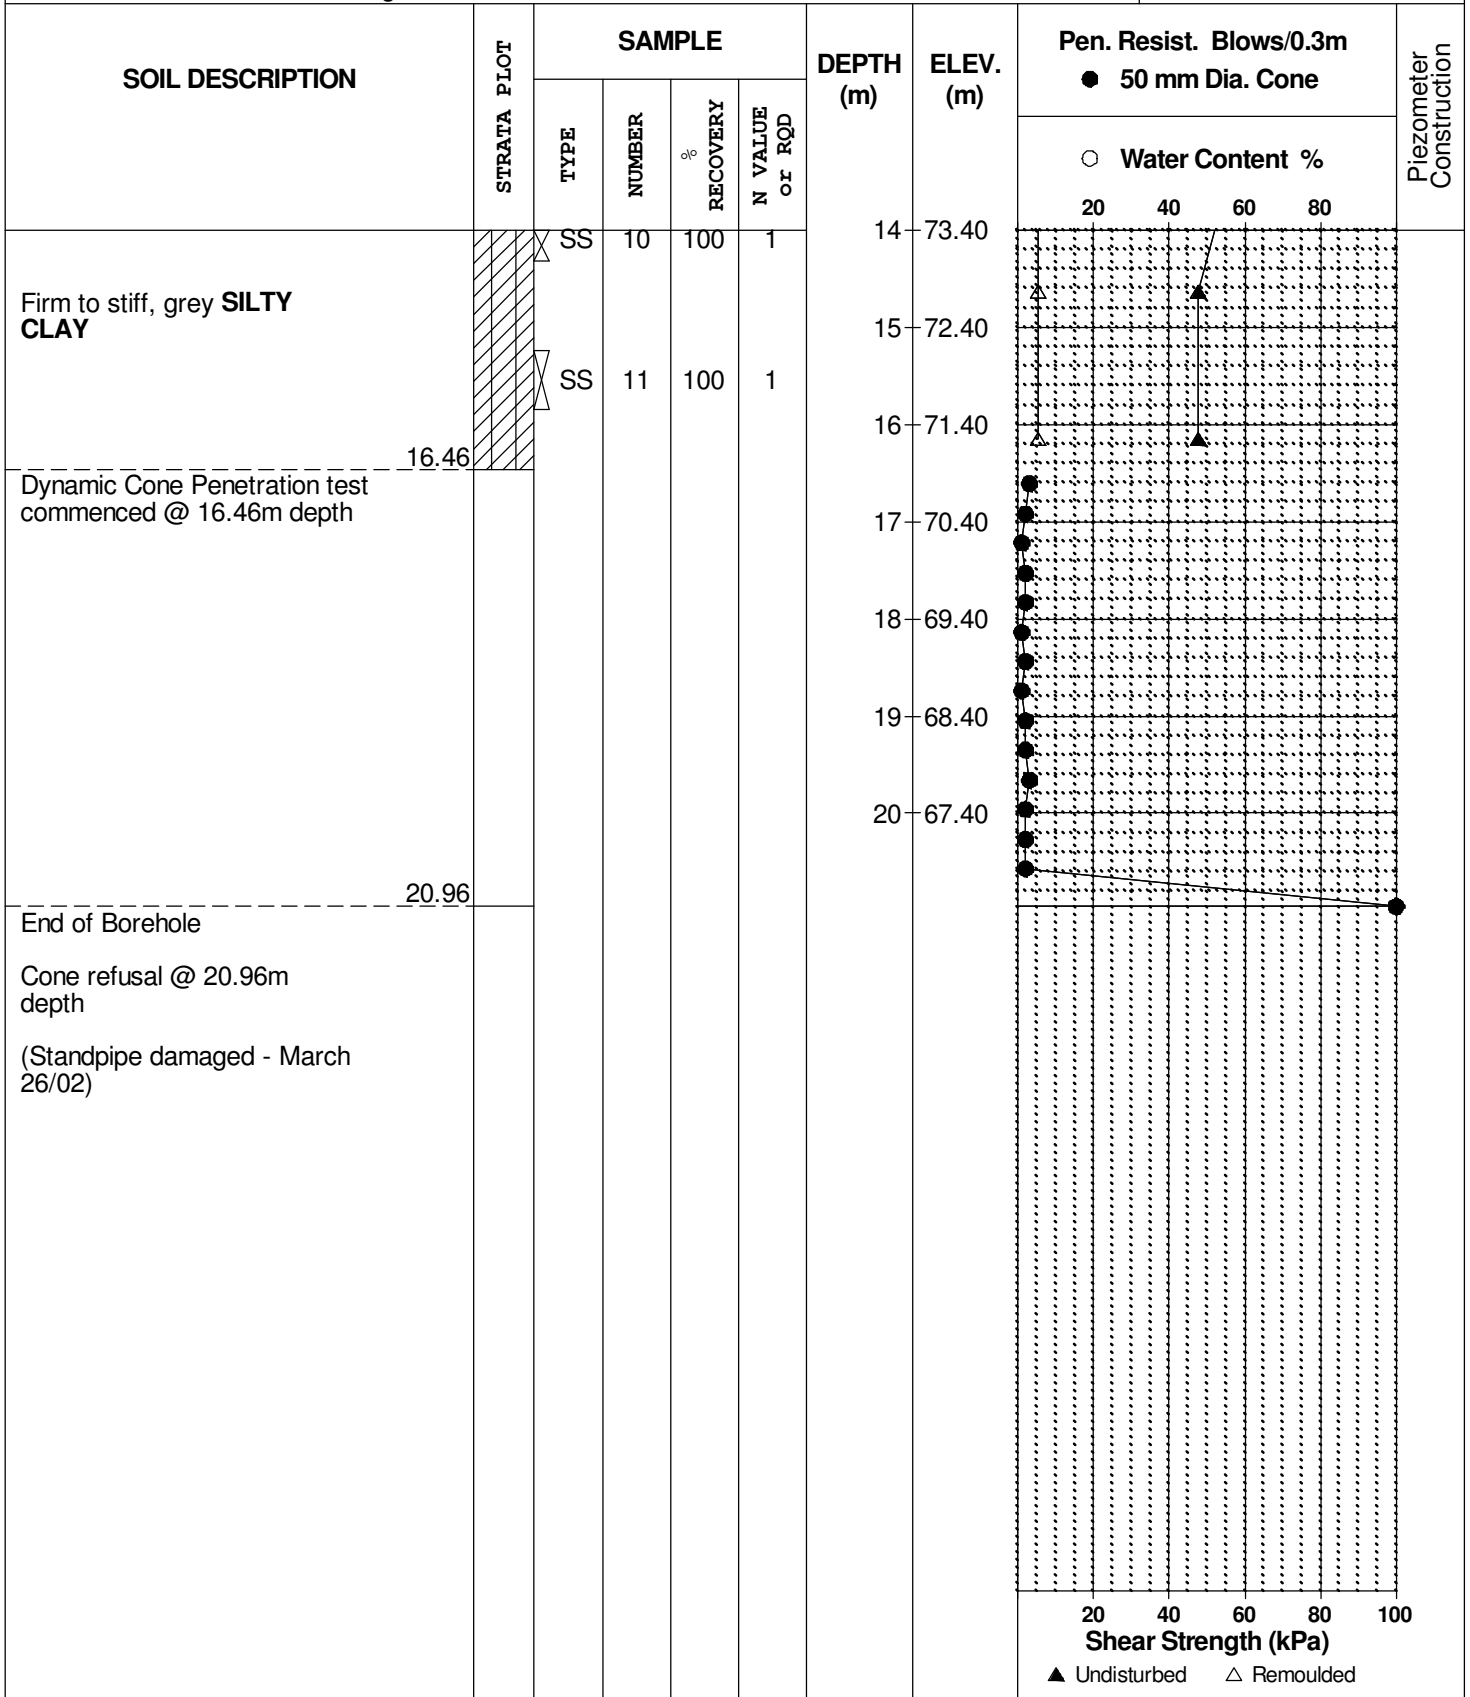 SOIL DESCRIPTION
STRATA PLOT
SAMPLE
TYPE
NUMBER
%
RECOVERY
N VALUE
or RQD
DEPTH
(m)
ELEV.
(m)
Pen. Resist. Blows/0.3m
50 mm Dia. Cone
Water Content %
Piezometer
Construction
20 40 60 80
SS 10 100 1
14 73.40
Firm to stiff, grey SILTY
CLAY
15 72.40
SS 11 100 1
16 71.40
16.46
Dynamic Cone Penetration test
commenced @ 16.46m depth
17 70.40
18 69.40
19 68.40
20 67.40
20.96
End of Borehole
Cone refusal @ 20.96m
depth
(Standpipe damaged - March
26/02)
20 40 60 80 100
Shear Strength (kPa)
Undisturbed Remoulded